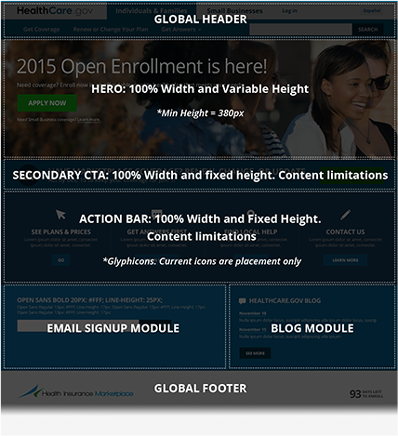 HealthCare.gov
Individuals & Families
Small Businesses
Log in
Español
GLOBAL HEADER
Get Coverage
Renew or Change Your Plan
Get Answers
SEARCH
2015 Open Enrollment is here!
Need coverage? Enroll now
HERO: 100% Width and Variable Height
APPLY NOW
*Min Height = 380px
Need Small Business coverage? Learn more.
SECONDARY CTA: 100% Width and fixed height. Content limitations
ACTION BAR: 100% Width and Fixed Height.
Content limitations
SEE PLANS & PRICES
GET ANSWERS FIRST
FIND LOCAL HELP
CONTACT US
*Glyphicons: Current icons are placement only
GO
LEARN MORE
OPEN SANS BOLD 20PX: #FFF; LINE-HEIGHT: 25PX;
HEALTHCARE.GOV BLOG
November 10
EMAIL SIGNUP MODULE
BLOG MODULE
SEE MORE
GLOBAL FOOTER
Health Insurance Marketplace
93 DAYS LEFT
TO ENROLL